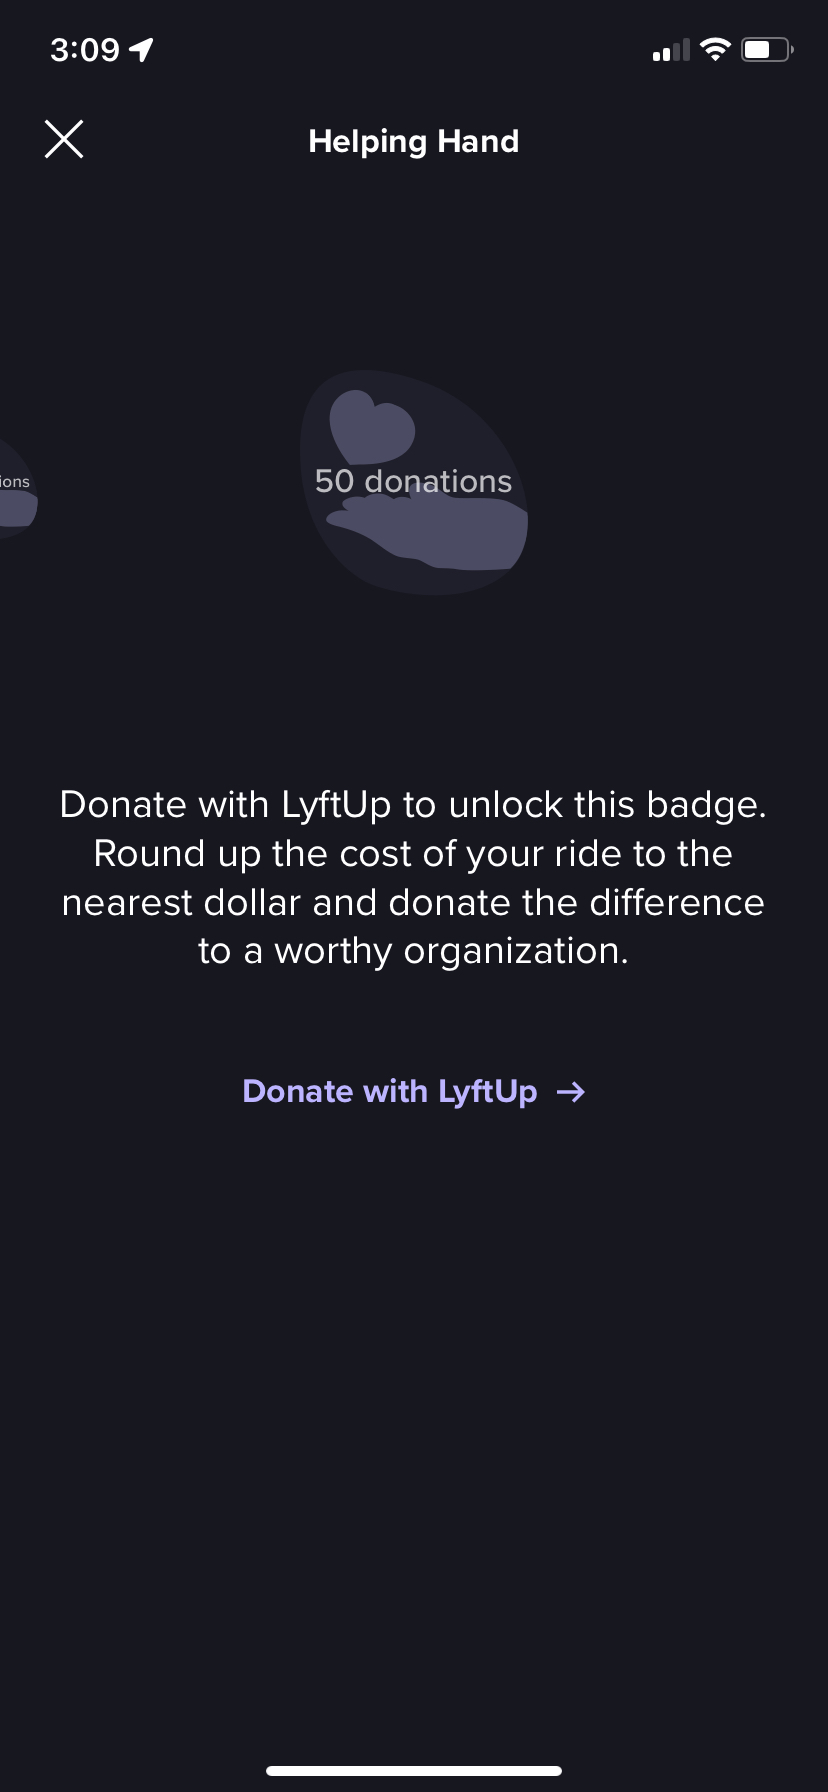 3:09
Helping Hand
ions
50 donations
Donate with LyftUp to unlock this badge.
Round up the cost of your ride to the
nearest dollar and donate the difference
to a worthy organization.
Donate with LyftUp →